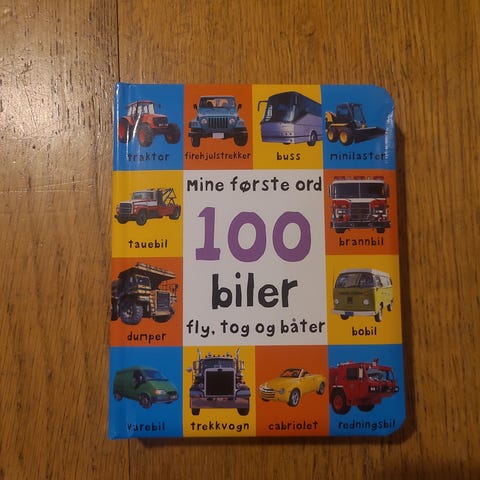 traktor
firehjulstrekker
buss
minilaster
Mine første ord
100
biler
fly, tog og båter
tauebil
brannbil
dumper
bobil
varebil
trekkvogn
cabriolet
redningsbil